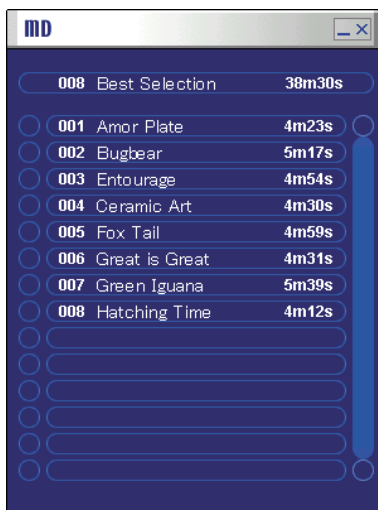 MD
008 Best Selection 38m30s
001 Amor Plate 4m23s
002 Bugbear 5m17s
003 Entourage 4m54s
004 Ceramic Art 4m30s
005 Fox Tail 4m59s
006 Great is Great 4m31s
007 Green Iguana 5m39s
008 Hatching Time 4m12s